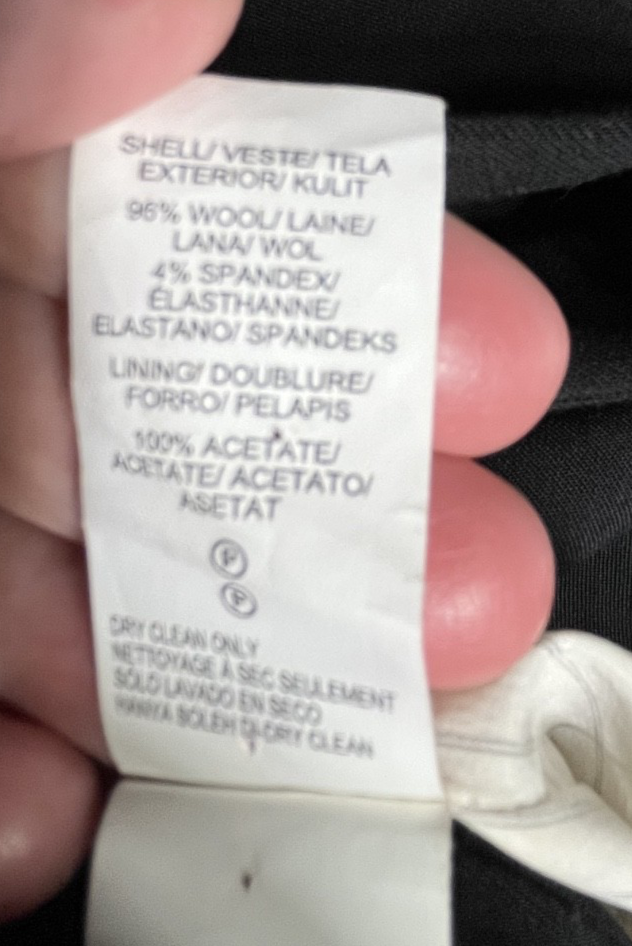 SHELL/ VESTE/ TELA
EXTERIOR/ KULIT
96% WOOL/ LAINE/
LANA/ WOL
4% SPANDEX/
ÉLASTHANNE/
ELASTANO/ SPANDEKS
LINING/ DOUBLURE/
FORRO/ PELAPIS
100% ACETATE/
ACÉTATE/ ACETATO/
ASETAT
P
P
DRY CLEAN ONLY
NETTOYAGE À SEC SEULEMENT
SÓLO LAVADO EN SECO
HANYA BOLEH DI DRY CLEAN